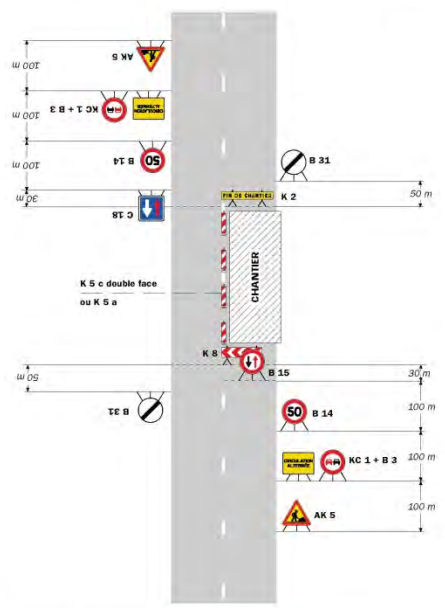 AK 5
100 m
KC 1 + B 3
CIRCULATION
ALTERNÉE
100 m
B 14
50
100 m
C 18
30 m
B 31
50 m
FIN DE CHANTIER
K 2
CHANTIER
K 5 c double face
ou K 5 a
K 8
B 15
50 m
B 31
30 m
50
B 14
100 m
CIRCULATION
ALTERNÉE
KC 1 + B 3
100 m
AK 5
100 m